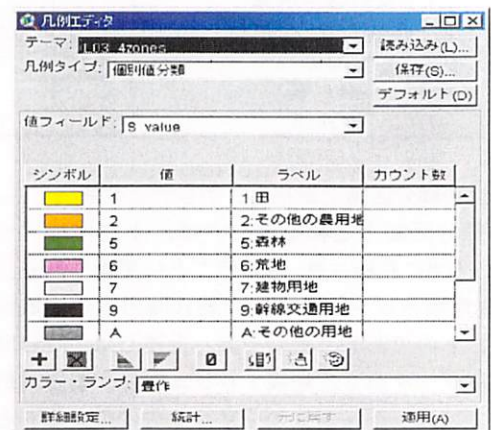 凡例エディタ
テーマ: L03 4zones
読み込み(L)...
凡例タイプ: 個別値分類
保存(S)...
デフォルト(D)
値フィールド: S value
シンボル 値 ラベル カウント数
1 1:田
2 2:その他の農用地
5 5:森林
6 6:荒地
7 7:建物用地
9 9:幹線交通用地
A A:その他の用地
カラー・ランプ: 豊作
詳細設定... 統計... 元に戻す 適用(A)